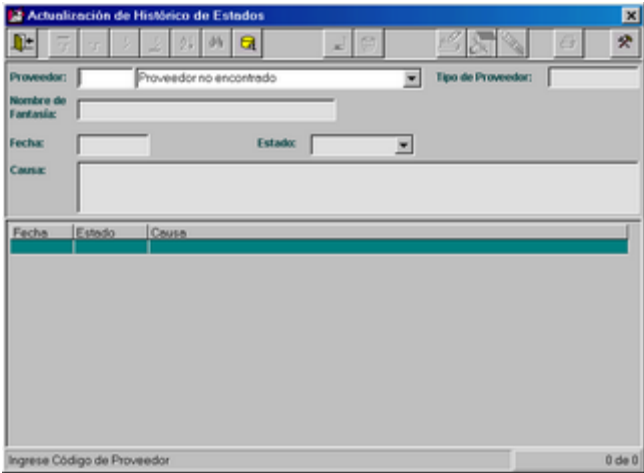 Actualización de Histórico de Estados
Proveedor: Proveedor no encontrado Tipo de Proveedor:
Nombre de
Fantasía:
Fecha: Estado:
Causa:
Fecha Estado Causa
Ingrese Código de Proveedor 0 de 0